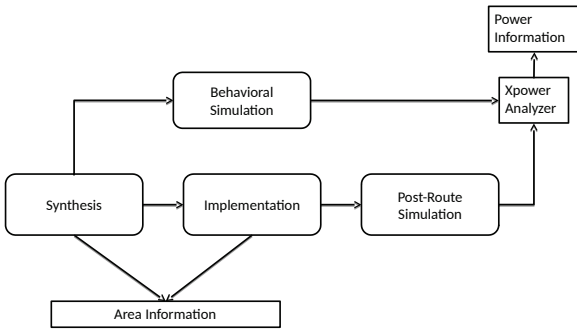 Power
Information
Xpower
Analyzer
Behavioral
Simulation
Synthesis
Implementation
Post-Route
Simulation
Area Information